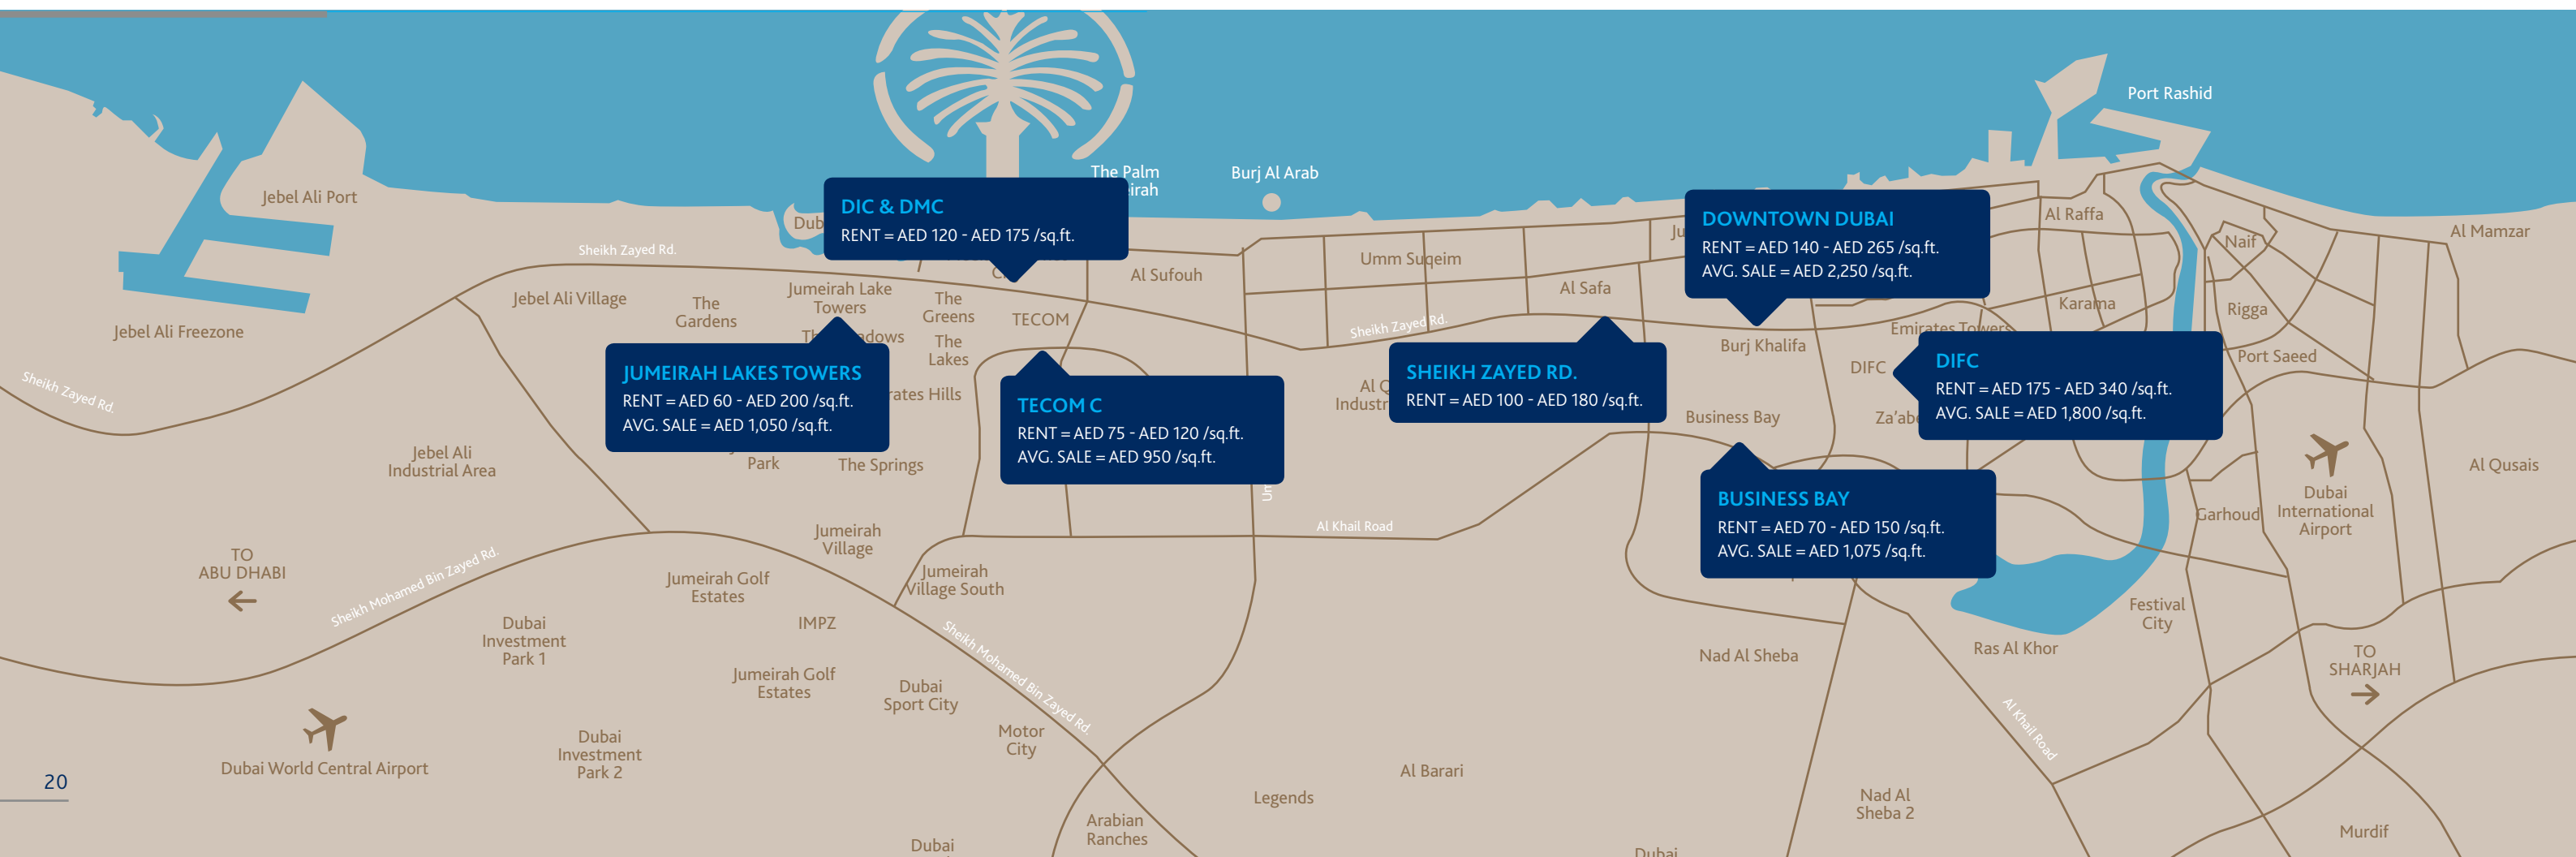 Port Rashid
The Palm
Burj Al Arab
Jebel Ali Port
DIC & DMC
RENT = AED 120 - AED 175 /sq.ft.
DOWNTOWN DUBAI
RENT = AED 140 - AED 265 /sq.ft.
AVG. SALE = AED 2,250 /sq.ft.
Al Raffa
Naif
Al Mamzar
Sheikh Zayed Rd.
Al Sufouh
Umm Suqeim
Al Safa
Jebel Ali Village
The
Gardens
Jumeirah Lake
Towers
The
Greens
TECOM
Karama
Rigga
Jebel Ali Freezone
The
Lakes
Sheikh Zayed Rd.
Burj Khalifa
Emirates Towers
DIFC
Port Saeed
JUMEIRAH LAKES TOWERS
RENT = AED 60 - AED 200 /sq.ft.
AVG. SALE = AED 1,050 /sq.ft.
Hills
TECOM C
RENT = AED 75 - AED 120 /sq.ft.
AVG. SALE = AED 950 /sq.ft.
SHEIKH ZAYED RD.
RENT = AED 100 - AED 180 /sq.ft.
DIFC
RENT = AED 175 - AED 340 /sq.ft.
AVG. SALE = AED 1,800 /sq.ft.
Sheikh Zayed Rd.
Business Bay
Jebel Ali
Industrial Area
Park
The Springs
BUSINESS BAY
RENT = AED 70 - AED 150 /sq.ft.
AVG. SALE = AED 1,075 /sq.ft.
Al Qusais
Dubai
International
Airport
Garhoud
Al Khail Road
Jumeirah
Village
TO
ABU DHABI
Sheikh Mohamed Bin Zayed Rd.
Jumeirah Golf
Estates
Jumeirah
Village South
Festival
City
Dubai
Investment
Park 1
IMPZ
Sheikh Mohamed Bin Zayed Rd.
Nad Al Sheba
Ras Al Khor
TO
SHARJAH
Jumeirah Golf
Estates
Dubai
Sport City
Motor
City
Al Khail Road
Dubai World Central Airport
Dubai
Investment
Park 2
Al Barari
Legends
Nad Al
Sheba 2
20
Arabian
Ranches
Murdif
Dubai
Dubai